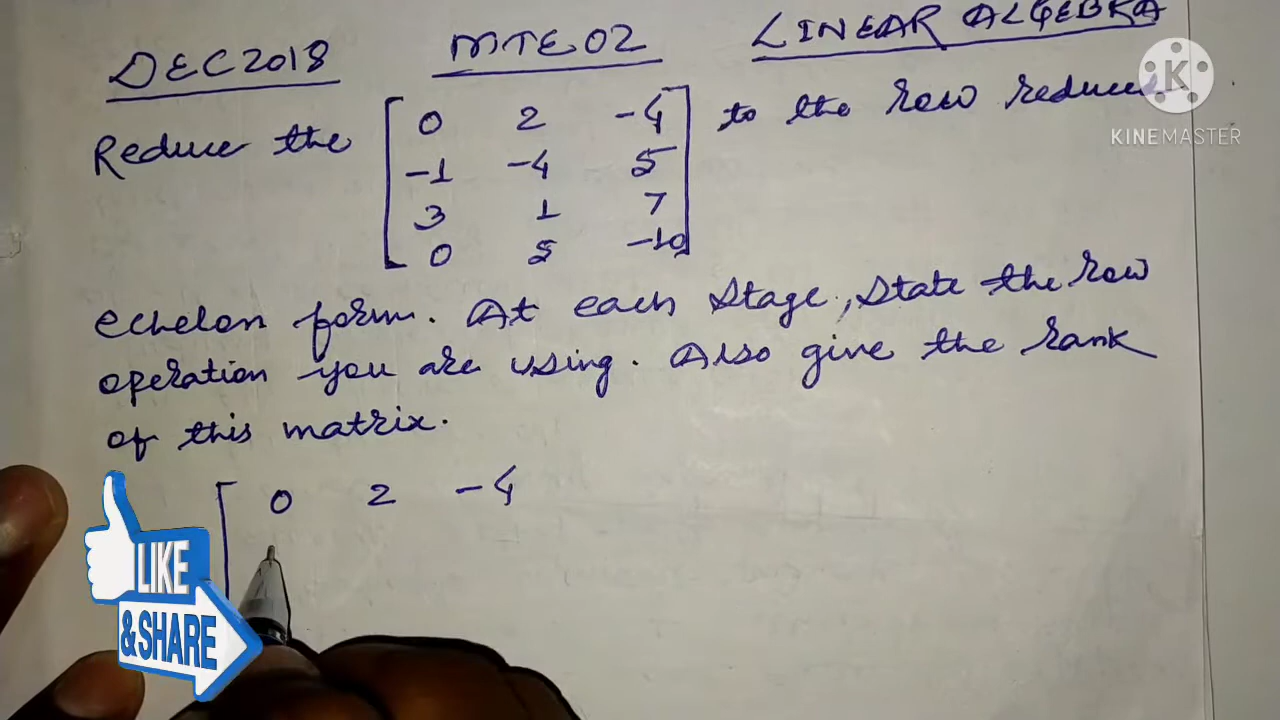 DEC 2018 MTE 02 LINEAR ALGEBRA
K
KINEMASTER
Reduce the [ 0 2 -4 ] to the row reduced
-1 -4 5
3 1 7
0 5 -10
echelon form. At each stage, state the row
operation you are using. Also give the rank
of this matrix.
[ 0 2 -4
LIKE
&SHARE